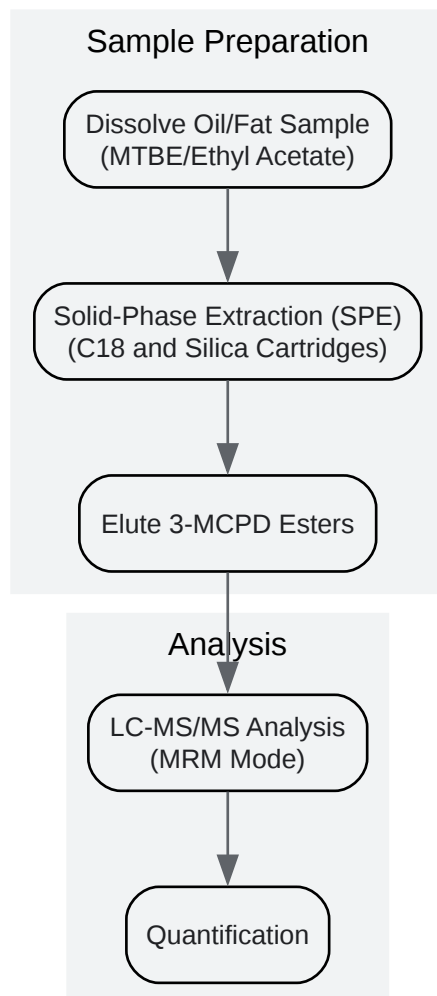 Sample Preparation
Dissolve Oil/Fat Sample
(MTBE/Ethyl Acetate)
Solid-Phase Extraction (SPE)
(C18 and Silica Cartridges)
Elute 3-MCPD Esters
Analysis
LC-MS/MS Analysis
(MRM Mode)
Quantification